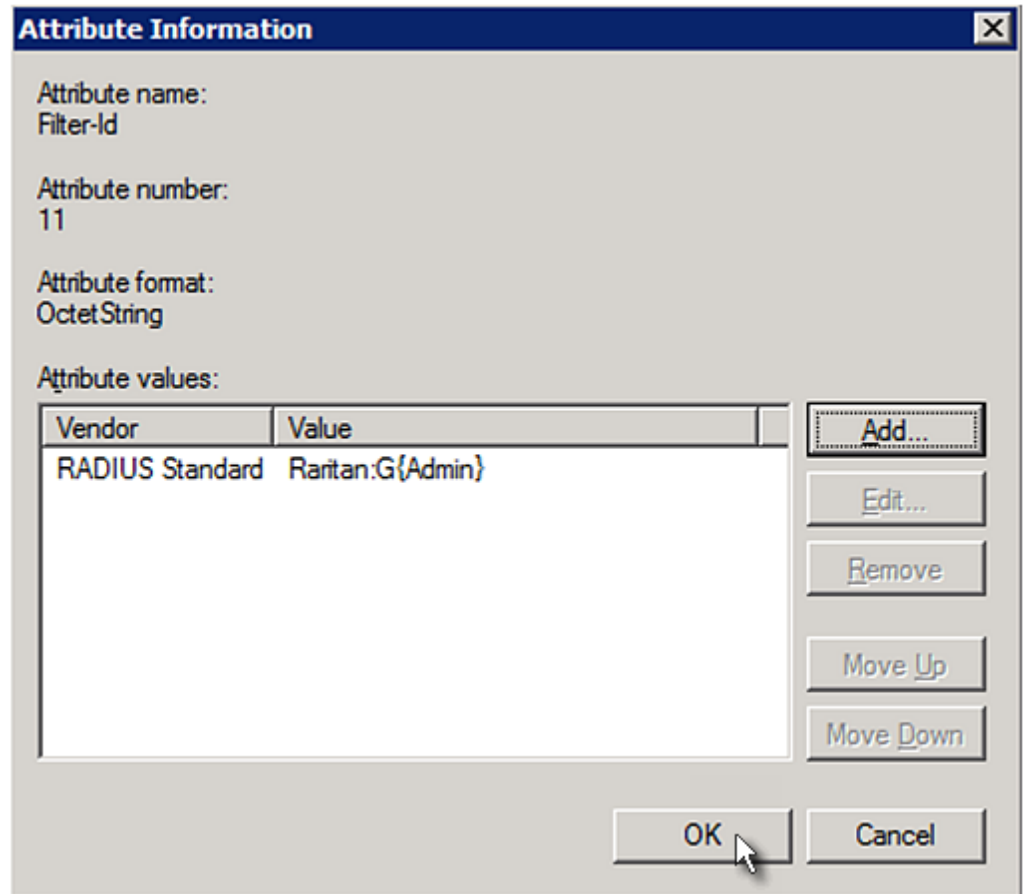 Attribute Information
Attribute name:
Filter-Id
Attribute number:
11
Attribute format:
OctetString
Attribute values:
Vendor Value
RADIUS Standard Raritan:G{Admin}
Add...
Edit...
Remove
Move Up
Move Down
OK Cancel